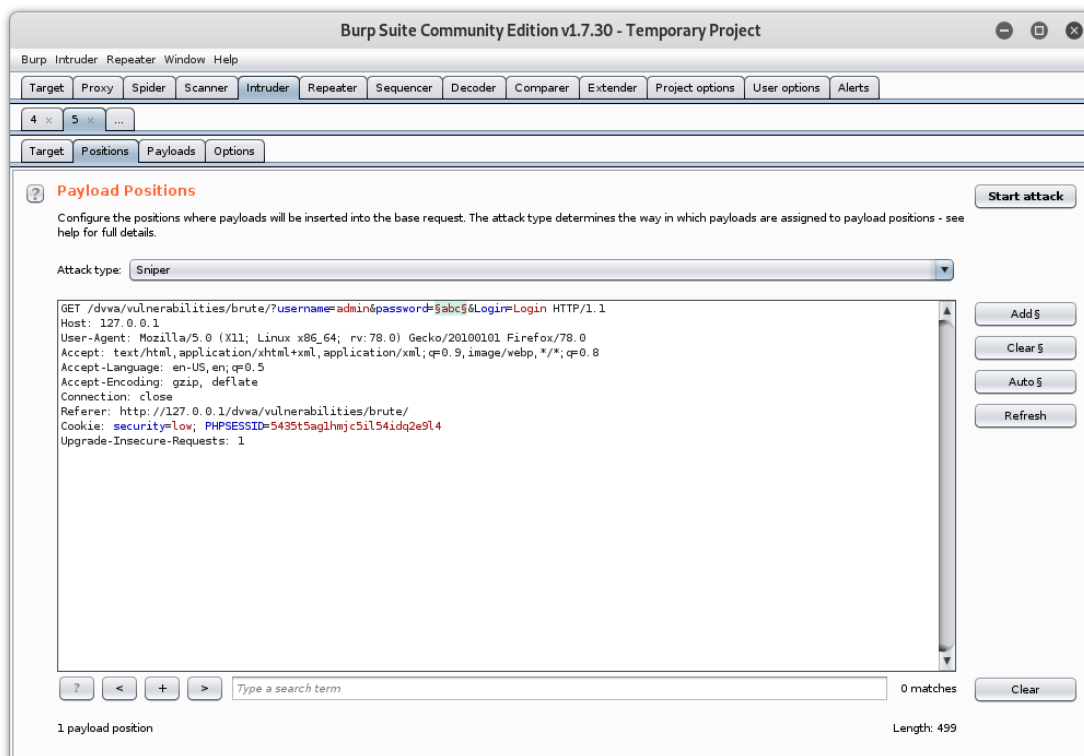 Burp Suite Community Edition v1.7.30 - Temporary Project
Burp Intruder Repeater Window Help
Target Proxy Spider Scanner Intruder Repeater Sequencer Decoder Comparer Extender Project options User options Alerts
4 × 5 × ...
Target Positions Payloads Options
? Payload Positions
Start attack
Configure the positions where payloads will be inserted into the base request. The attack type determines the way in which payloads are assigned to payload positions - see
help for full details.
Attack type: Sniper
GET /dvwa/vulnerabilities/brute/?username=admin&password=§abc§&Login=Login HTTP/1.1
Host: 127.0.0.1
User-Agent: Mozilla/5.0 (X11; Linux x86_64; rv:78.0) Gecko/20100101 Firefox/78.0
Accept: text/html,application/xhtml+xml,application/xml;q=0.9,image/webp,*/*;q=0.8
Accept-Language: en-US,en;q=0.5
Accept-Encoding: gzip, deflate
Connection: close
Referer: http://127.0.0.1/dvwa/vulnerabilities/brute/
Cookie: security=low; PHPSESSID=5435t5ag1hmjc5il54idq2e9l4
Upgrade-Insecure-Requests: 1
Add §
Clear §
Auto §
Refresh
? < + > Type a search term 0 matches Clear
1 payload position Length: 499